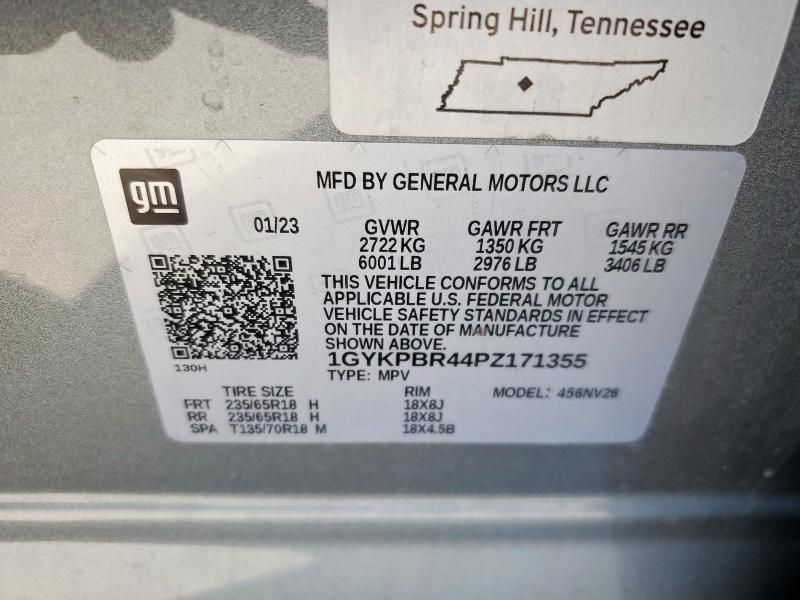 Spring Hill, Tennessee
gm
MFD BY GENERAL MOTORS LLC
01/23 GVWR GAWR FRT GAWR RR
2722 KG 1350 KG 1545 KG
6001 LB 2976 LB 3406 LB
THIS VEHICLE CONFORMS TO ALL
APPLICABLE U.S. FEDERAL MOTOR
VEHICLE SAFETY STANDARDS IN EFFECT
ON THE DATE OF MANUFACTURE
SHOWN ABOVE.
1GYKPBR44PZ171355
130H
TYPE: MPV
TIRE SIZE RIM MODEL: 456NV26
FRT 235/65R18 H 18X8J
RR 235/65R18 H 18X8J
SPA T135/70R18 M 18X4.5B